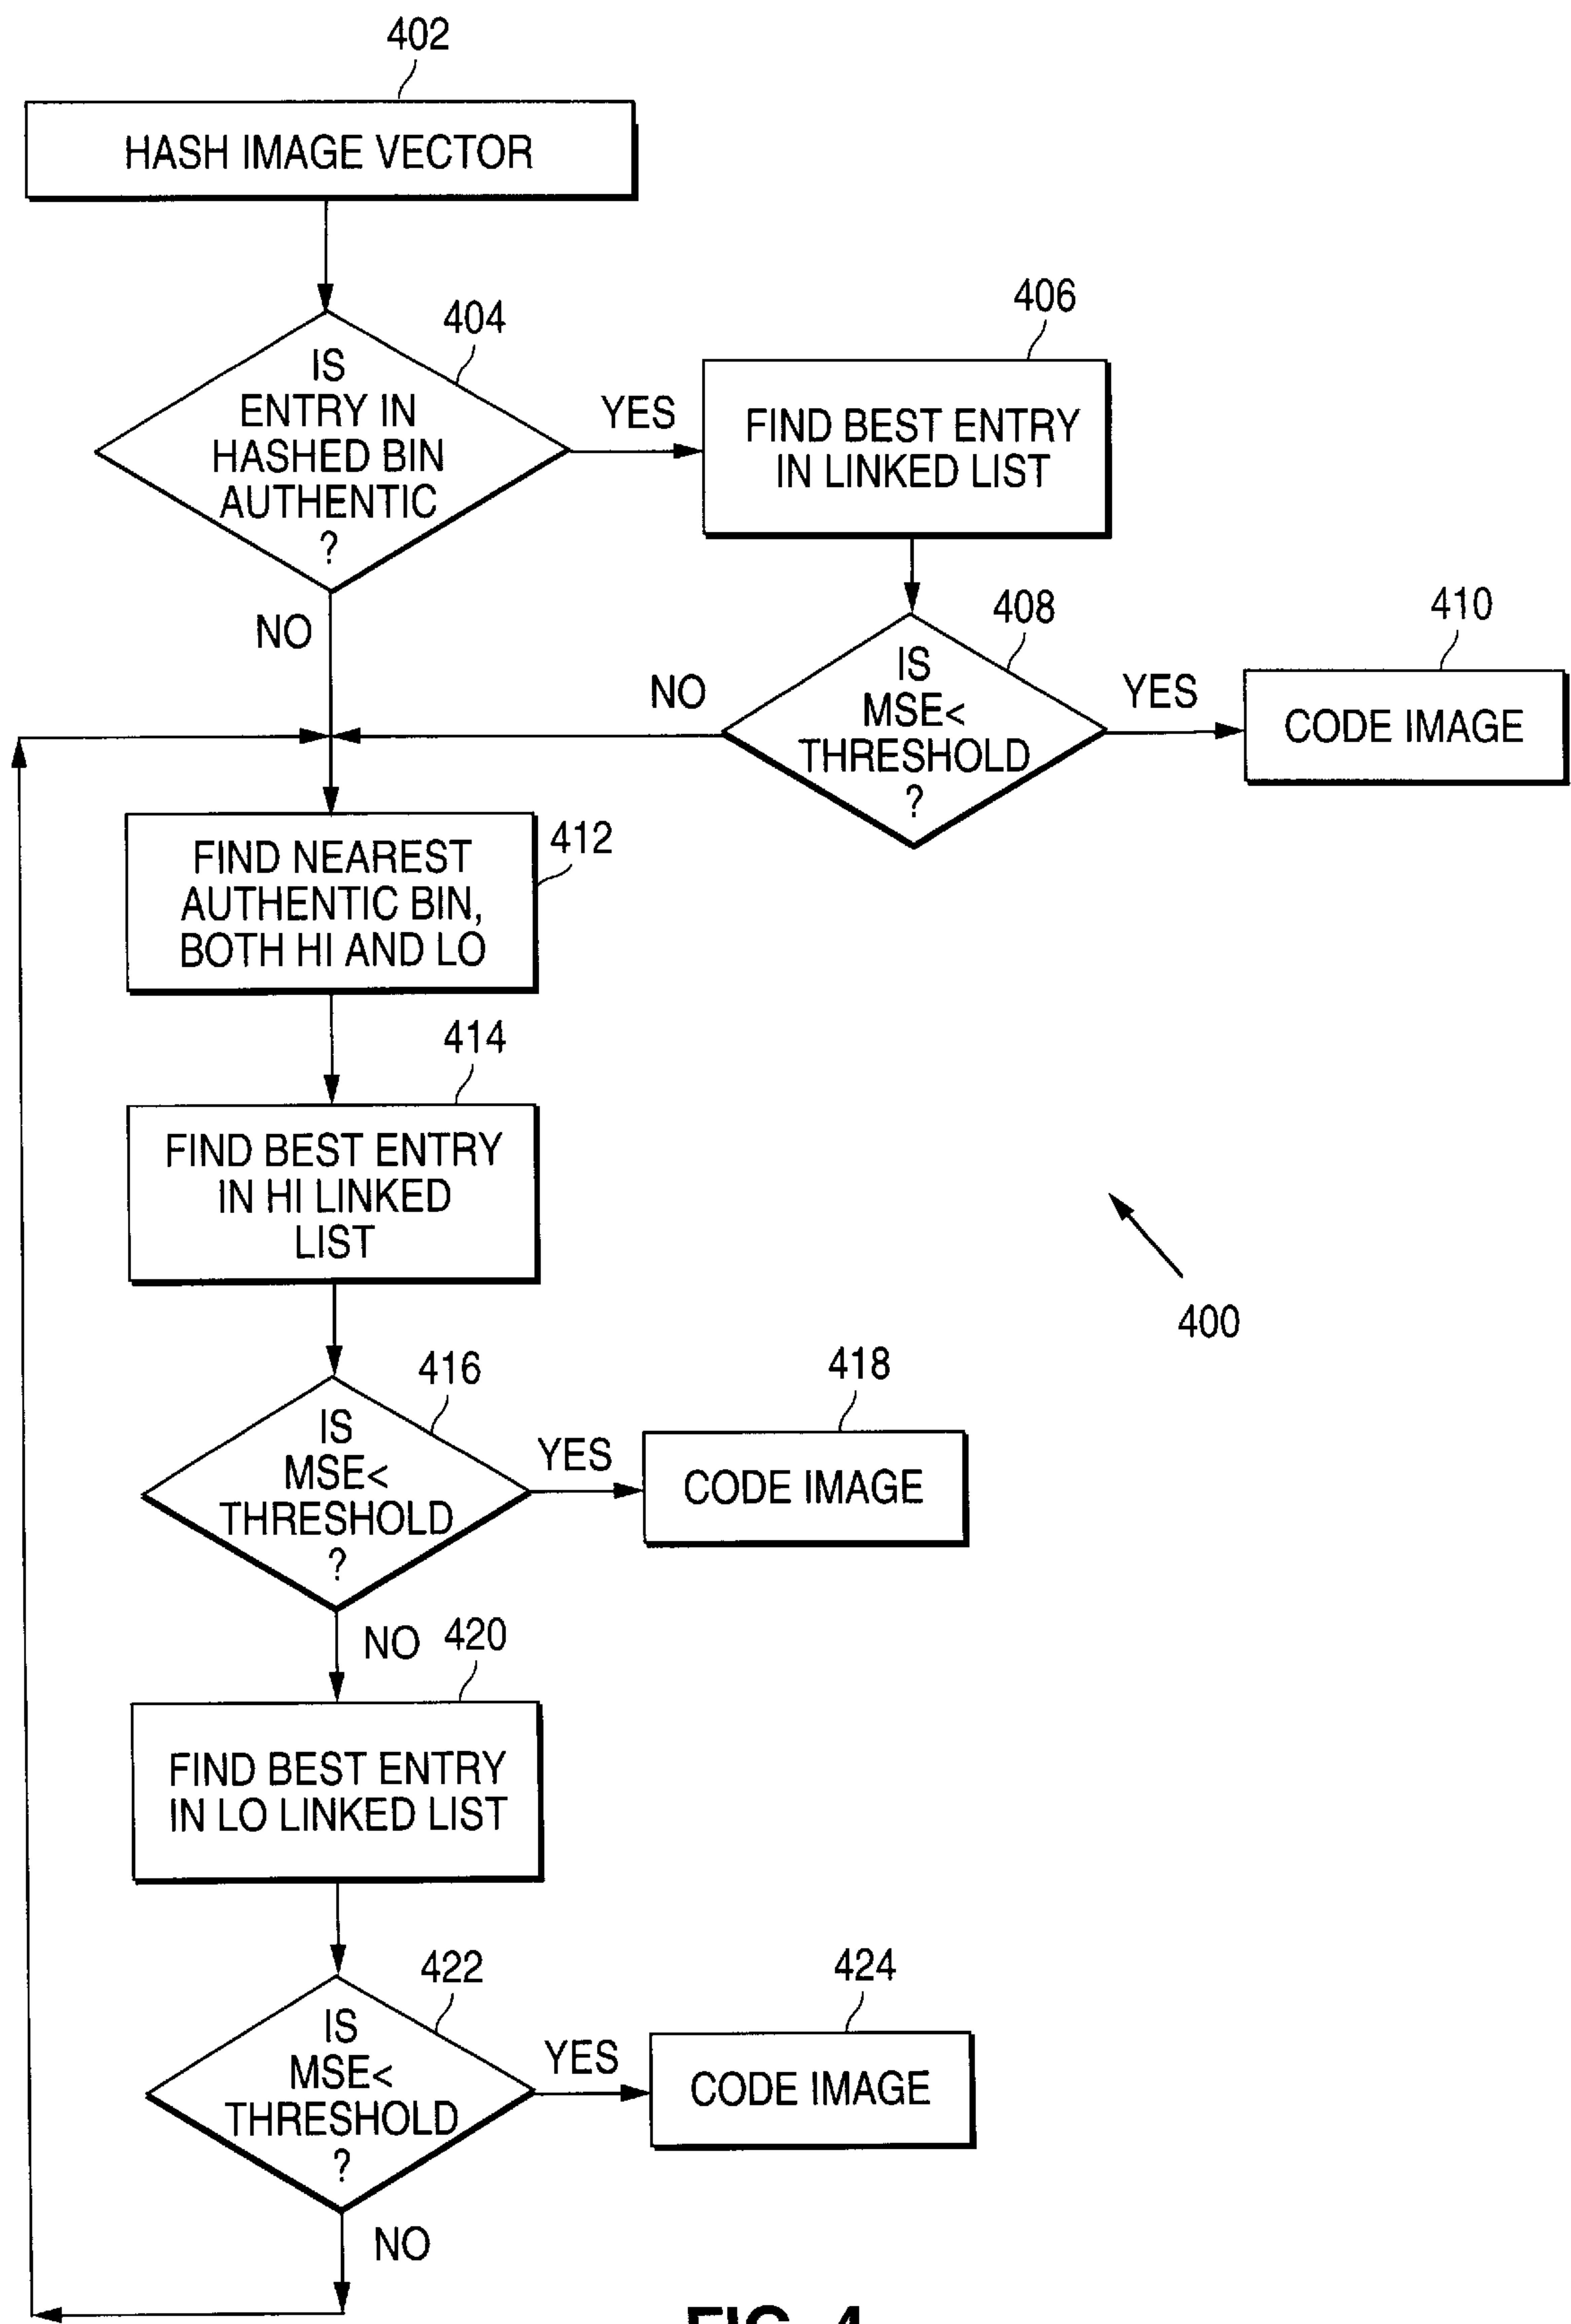 402
HASH IMAGE VECTOR
404
IS
ENTRY IN
HASHED BIN
AUTHENTIC
?
YES
NO
406
FIND BEST ENTRY
IN LINKED LIST
408
IS
MSE<
THRESHOLD
?
NO
YES
410
CODE IMAGE
412
FIND NEAREST
AUTHENTIC BIN,
BOTH HI AND LO
414
FIND BEST ENTRY
IN HI LINKED
LIST
400
416
IS
MSE<
THRESHOLD
?
YES
418
CODE IMAGE
NO
420
FIND BEST ENTRY
IN LO LINKED LIST
422
IS
MSE<
THRESHOLD
?
YES
424
CODE IMAGE
NO
FIG. 4